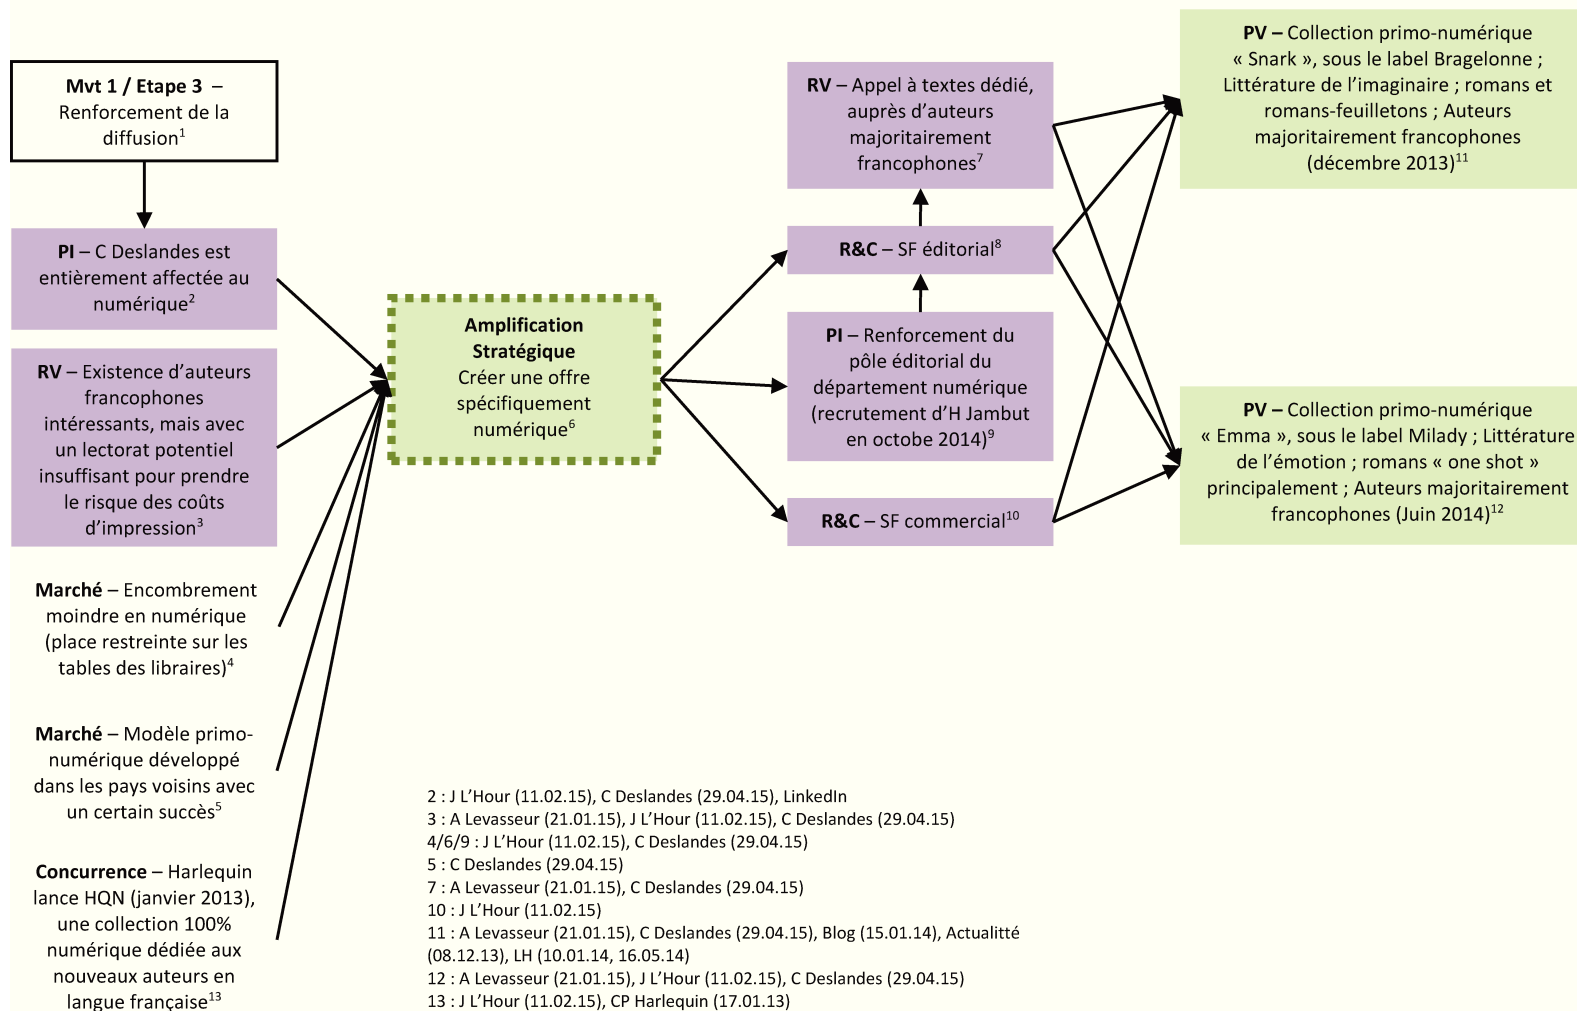 Mvt 1 / Etape 3 –
Renforcement de la
diffusion1
PI – C Deslandes est
entièrement affectée au
numérique2
RV – Existence d’auteurs
francophones
intéressants, mais avec
un lectorat potentiel
insuffisant pour prendre
le risque des coûts
d’impression3
Marché – Encombrement
moindre en numérique
(place restreinte sur les
tables des libraires)4
Marché – Modèle primo-
numérique développé
dans les pays voisins avec
un certain succès5
Concurrence – Harlequin
lance HQN (janvier 2013),
une collection 100%
numérique dédiée aux
nouveaux auteurs en
langue française13
Amplification
Stratégique
Créer une offre
spécifiquement
numérique6
RV – Appel à textes dédié,
auprès d’auteurs
majoritairement
francophones7
R&C – SF éditorial8
PI – Renforcement du
pôle éditorial du
département numérique
(recrutement d’H Jambut
en octobe 2014)9
R&C – SF commercial10
PV – Collection primo-numérique
« Snark », sous le label Bragelonne ;
Littérature de l’imaginaire ; romans et
romans-feuilletons ; Auteurs
majoritairement francophones
(décembre 2013)11
PV – Collection primo-numérique
« Emma », sous le label Milady ; Littérature
de l’émotion ; romans « one shot »
principalement ; Auteurs majoritairement
francophones (Juin 2014)12
2 : J L’Hour (11.02.15), C Deslandes (29.04.15), LinkedIn
3 : A Levasseur (21.01.15), J L’Hour (11.02.15), C Deslandes (29.04.15)
4/6/9 : J L’Hour (11.02.15), C Deslandes (29.04.15)
5 : C Deslandes (29.04.15)
7 : A Levasseur (21.01.15), C Deslandes (29.04.15)
10 : J L’Hour (11.02.15)
11 : A Levasseur (21.01.15), C Deslandes (29.04.15), Blog (15.01.14), Actualitté
(08.12.13), LH (10.01.14, 16.05.14)
12 : A Levasseur (21.01.15), J L’Hour (11.02.15), C Deslandes (29.04.15)
13 : J L’Hour (11.02.15), CP Harlequin (17.01.13)